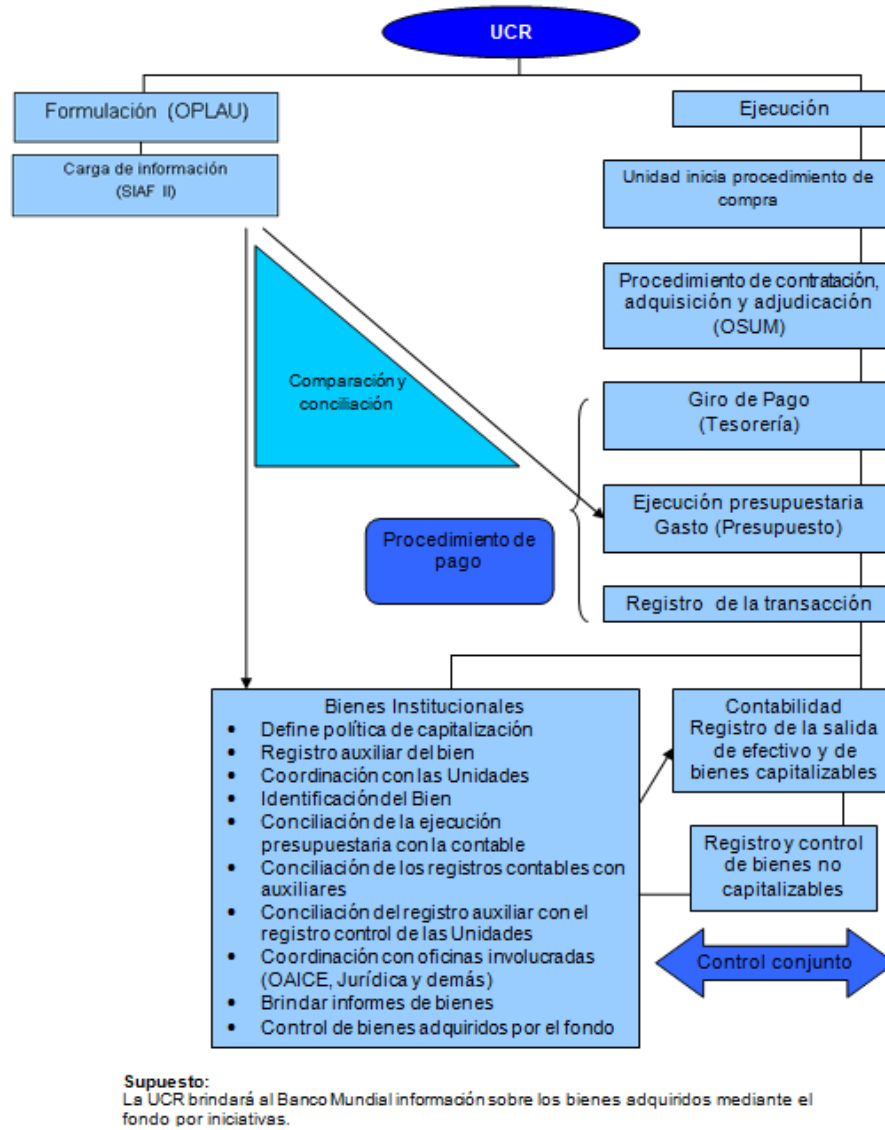 UCR
Formulación (OPLAU)
Carga de información
(SIAF II)
Ejecución
Unidad inicia procedimiento de
compra
Procedimiento de contratación,
adquisición y adjudicación
(OSUM)
Comparación y
conciliación
Giro de Pago
(Tesorería)
Ejecución presupuestaria
Gasto (Presupuesto)
Procedimiento de
pago
Registro de la transacción
Bienes Institucionales
• Define política de capitalización
• Registro auxiliar del bien
• Coordinación con las Unidades
• Identificación del Bien
• Conciliación de la ejecución
presupuestaria con la contable
• Conciliación de los registros contables con
auxiliares
• Conciliación del registro auxiliar con el
registro control de las Unidades
• Coordinación con oficinas involucradas
(OAICE, Jurídica y demás)
• Brindar informes de bienes
• Control de bienes adquiridos por el fondo
Contabilidad
Registro de la salida
de efectivo y de
bienes capitalizables
Registro y control
de bienes no
capitalizables
Control conjunto
Supuesto:
La UCR brindará al Banco Mundial información sobre los bienes adquiridos mediante el
fondo por iniciativas.